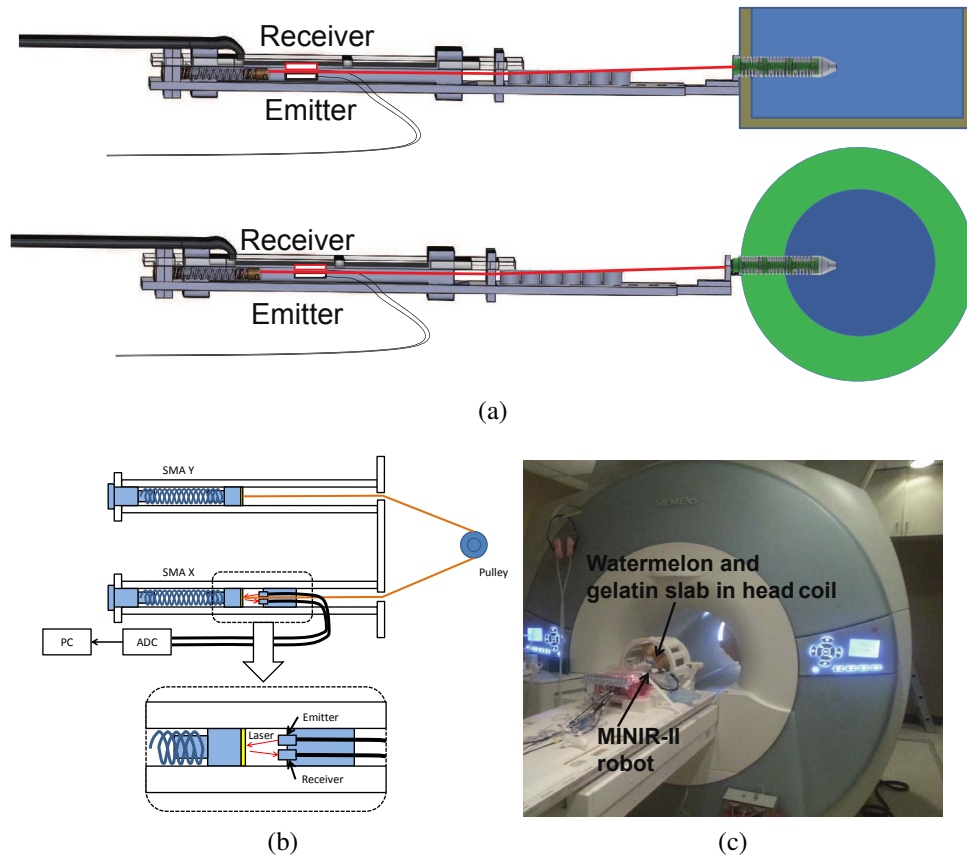 Receiver
Emitter
Receiver
Emitter
(a)
SMA Y
SMA X
Pulley
PC
ADC
Emitter
Laser
Receiver
(b)
SIEMENS
Watermelon and
gelatin slab in head coil
MINIR-II
robot
(c)